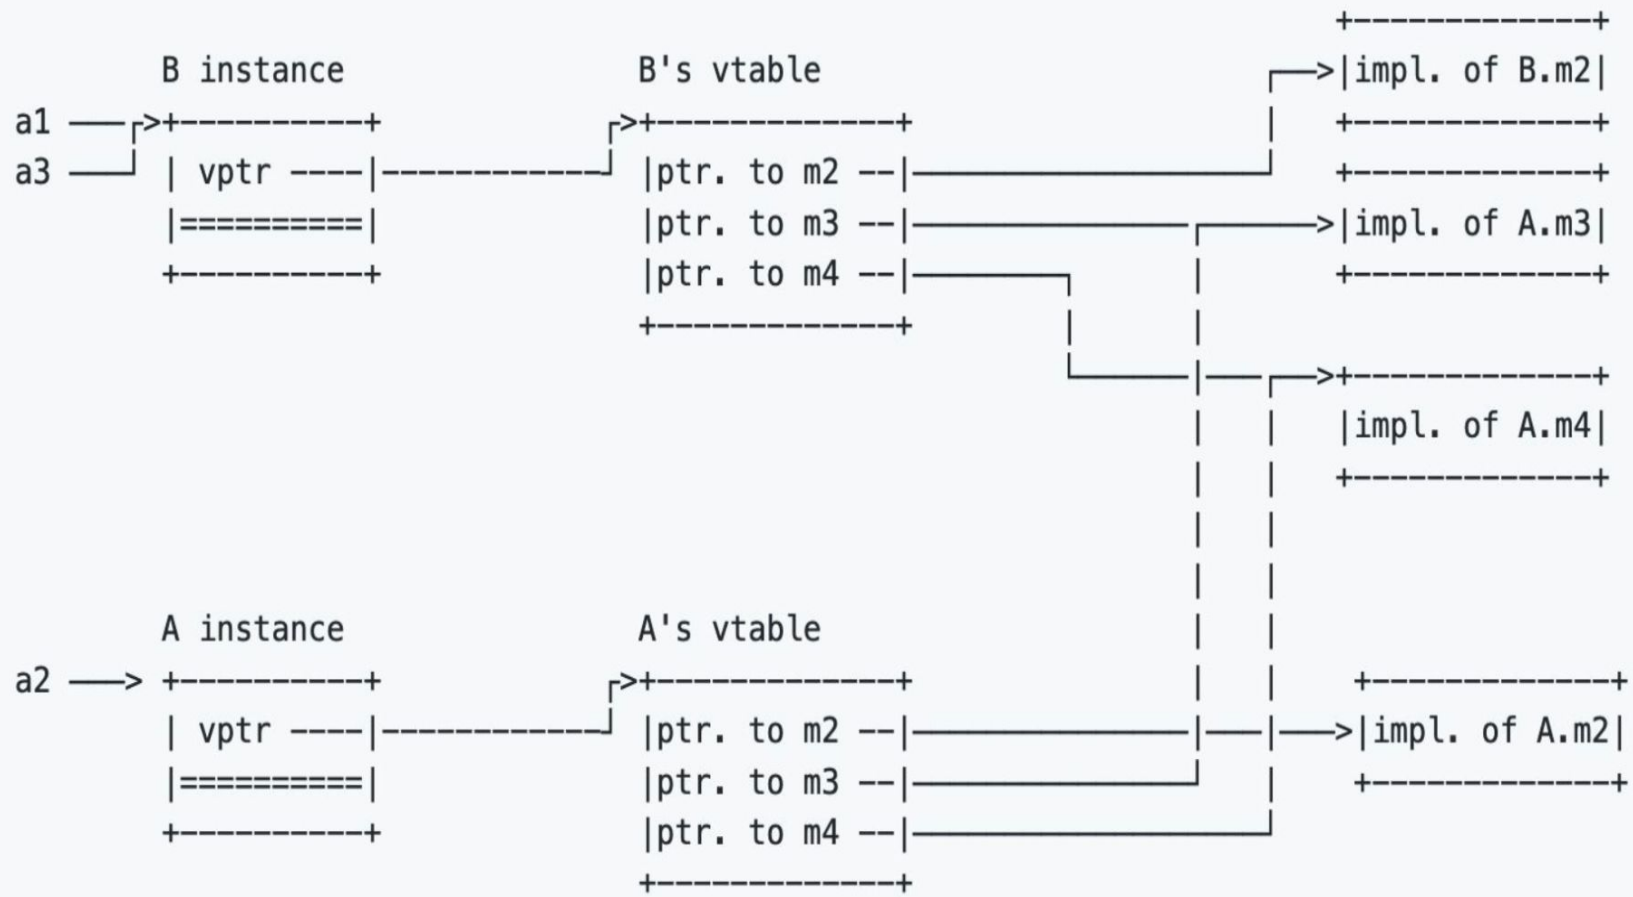 B instance B's vtable |impl. of B.m2|
a1
a3 | vptr ----| |ptr. to m2 --|
|==========| |ptr. to m3 --| |impl. of A.m3|
|ptr. to m4 --|
|impl. of A.m4|
A instance A's vtable
a2
| vptr ----| |ptr. to m2 --| |impl. of A.m2|
|==========| |ptr. to m3 --|
|ptr. to m4 --|